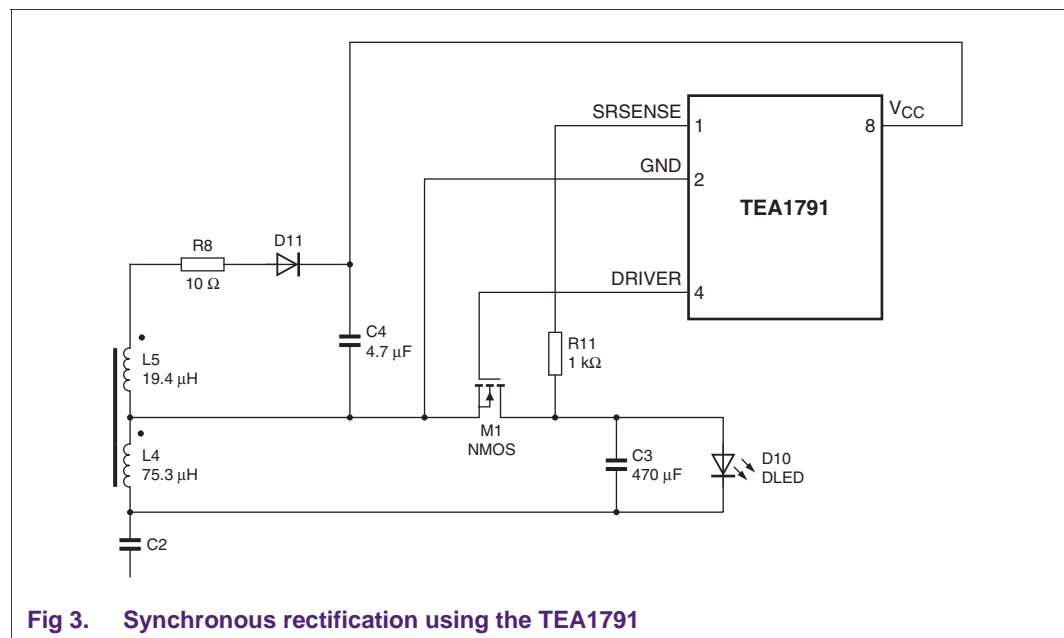 SRSENSE
1
V_CC
8
GND
2
TEA1791
R8
10 Ω
D11
DRIVER
4
C4
4.7 μF
R11
1 kΩ
L5
19.4 μH
M1
NMOS
L4
75.3 μH
C3
470 μF
D10
DLED
C2
Fig 3. Synchronous rectification using the TEA1791